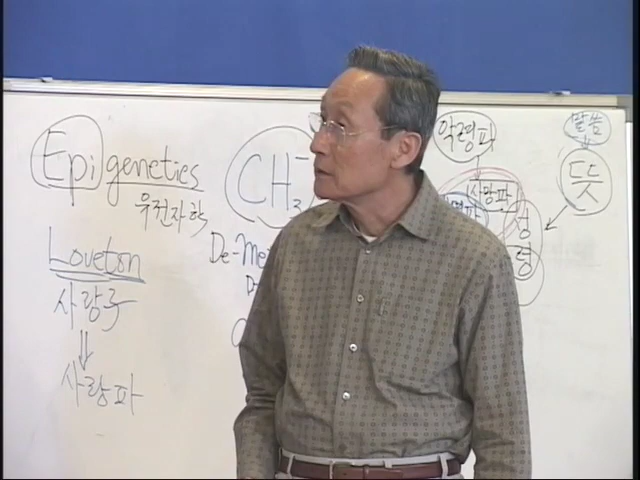 Epigenetics
유전자학
Loveton
사랑
사랑파
CH3
De-Me
악령파
사랑파
성
령
말씀
뜻